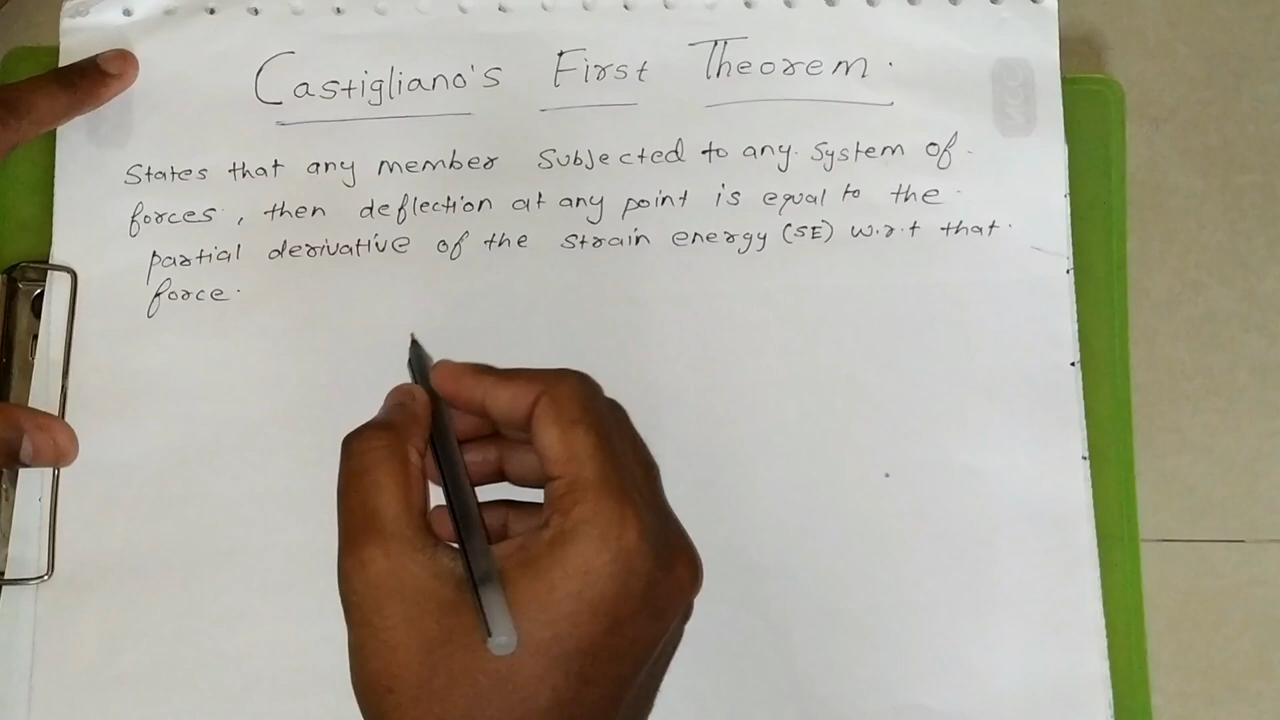 Castigliano's First Theorem.
States that any member Subjected to any. System of.
forces, then deflection at any point is equal to the
partial derivative of the strain energy (SE) w.r.t that.
force.